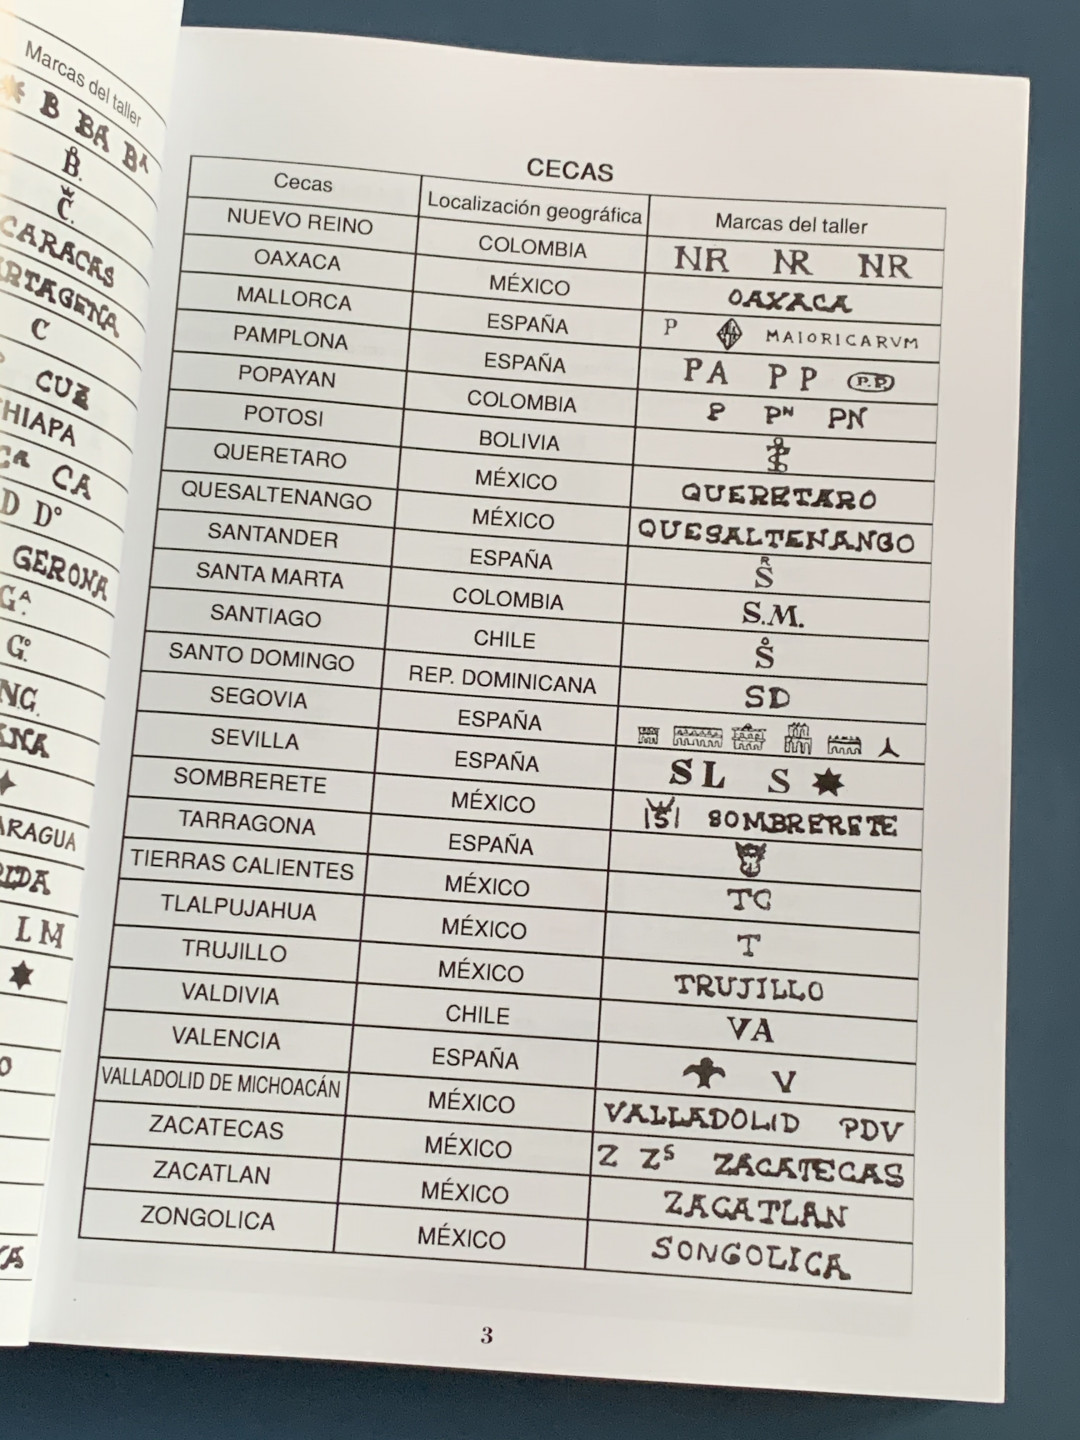 Marcas del taller
B BA BA
B.
C.
CARACAS
C
CUE
CA
D D°
GERONA
G.A
G.°
L M
CECAS
Cecas Localización geográfica Marcas del taller
NUEVO REINO COLOMBIA NR NR NR
OAXACA MÉXICO OAXACA
MALLORCA ESPAÑA P MAIORICARVM
PAMPLONA ESPAÑA PA PP P.P.
POPAYAN COLOMBIA P PN PN
POTOSI BOLIVIA
QUERETARO MÉXICO QUERETARO
QUESALTENANGO MÉXICO QUESALTENANGO
SANTANDER ESPAÑA R S
SANTA MARTA COLOMBIA S.M.
SANTIAGO CHILE S
SANTO DOMINGO REP. DOMINICANA SD
SEGOVIA ESPAÑA
SEVILLA ESPAÑA SL S
SOMBRERETE MÉXICO |S| SOMBRERETE
TARRAGONA ESPAÑA
TIERRAS CALIENTES MÉXICO TC
TLALPUJAHUA MÉXICO T
TRUJILLO MÉXICO TRUJILLO
VALDIVIA CHILE VA
VALENCIA ESPAÑA V
VALLADOLID DE MICHOACÁN MÉXICO VALLADOLID PDV
ZACATECAS MÉXICO Z ZS ZACATECAS
ZACATLAN MÉXICO ZACATLAN
ZONGOLICA MÉXICO SONGOLICA
3